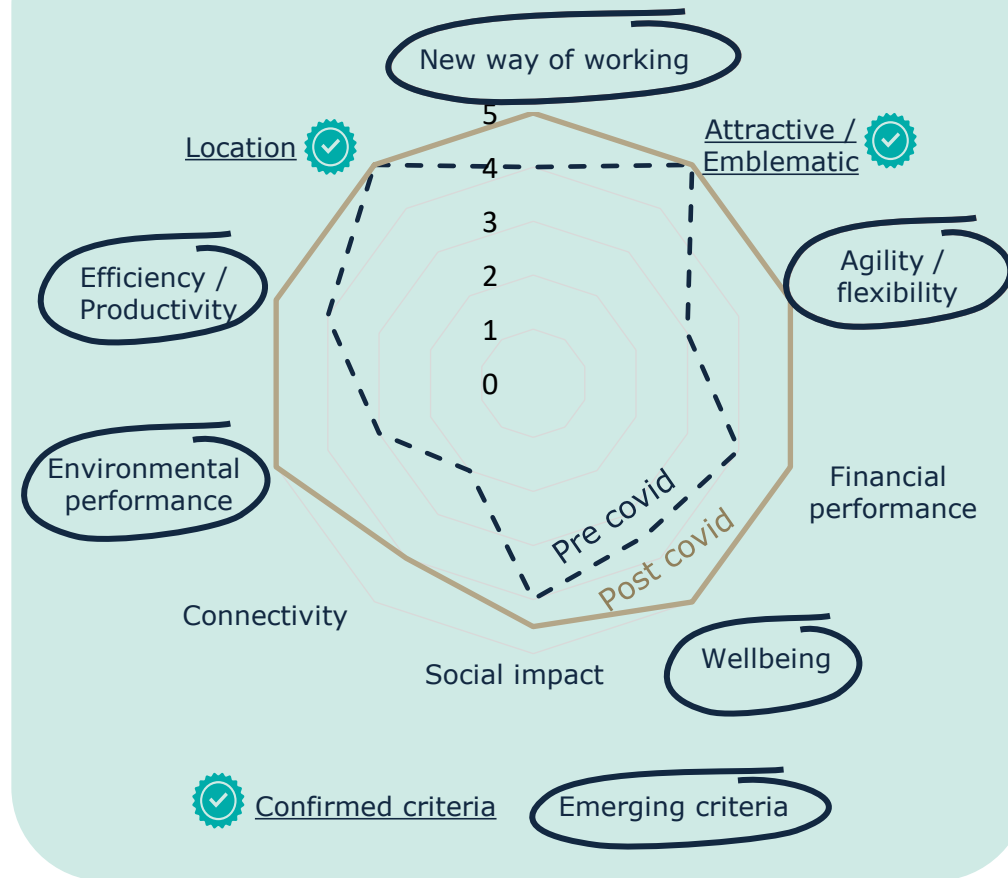 New way of working
5
Location
Attractive /
Emblematic
4
3
Efficiency /
Productivity
Agility /
flexibility
2
1
0
Environmental
performance
Financial
performance
Pre covid
Post covid
Connectivity
Wellbeing
Social impact
Confirmed criteria
Emerging criteria